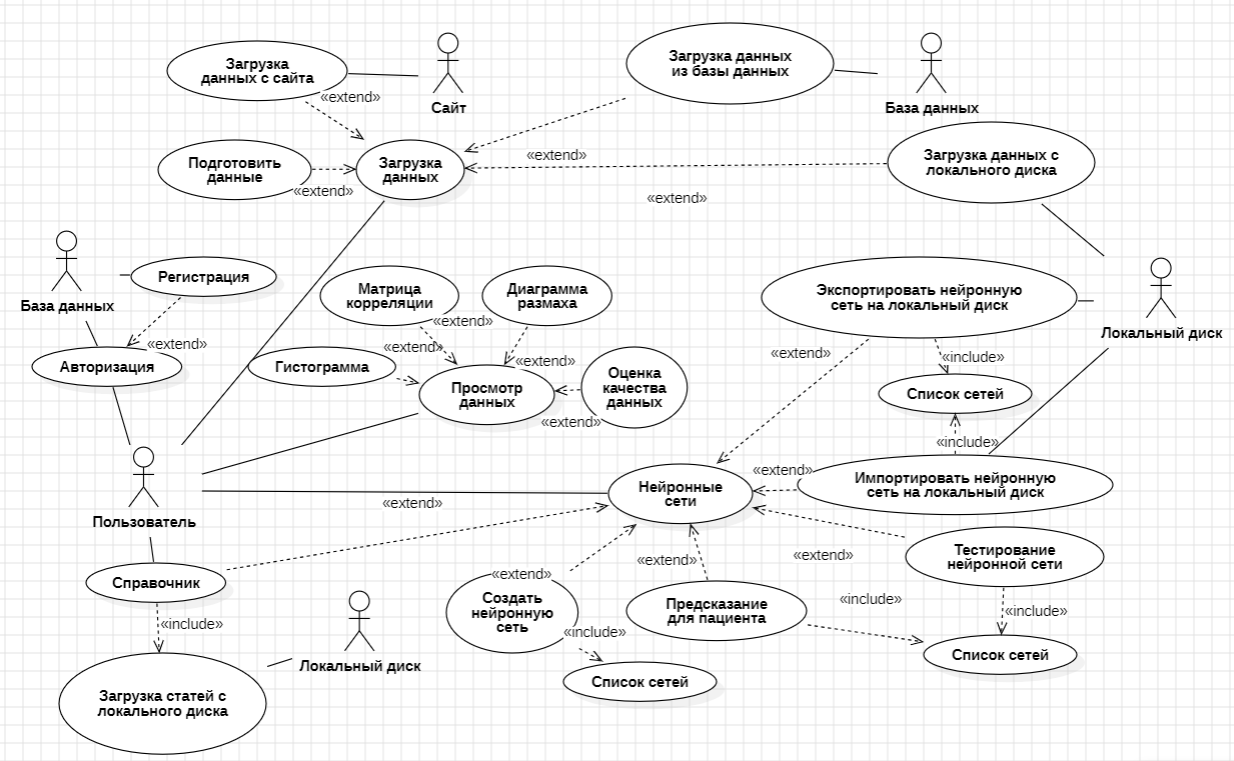 Загрузка
данных с сайта
Сайт
Загрузка данных
из базы данных
База данных
«extend»
Подготовить
данные
«extend»
Загрузка
данных
«extend»
«extend»
Загрузка данных с
локального диска
База данных
Регистрация
«extend»
Авторизация
Матрица
корреляции
Диаграмма
размаха
«extend»
«extend»
«extend»
Гистограмма
Просмотр
данных
Оценка
качества
данных
«extend»
Экспортировать нейронную
сеть на локальный диск
Локальный диск
«extend»
«include»
Список сетей
«include»
Импортировать нейронную
сеть на локальный диск
«extend»
Нейронные
сети
Пользователь
«extend»
Справочник
«include»
Загрузка статей с
локального диска
Локальный диск
«extend»
Создать
нейронную
сеть
«include»
Список сетей
«extend»
Предсказание
для пациента
«extend»
Тестирование
нейронной сети
«include»
«include»
Список сетей